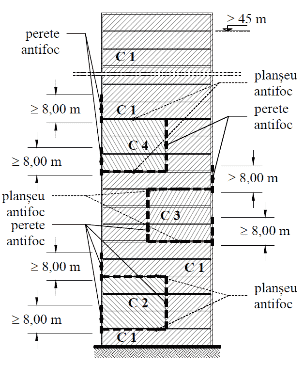 > 45 m
perete
antifoc
C 1
planșeu
antifoc
≥ 8,00 m
C 1
perete
antifoc
C 4
≥ 8,00 m
> 8,00 m
planșeu
antifoc
perete
antifoc
C 3
≥ 8,00 m
≥ 8,00 m
C 1
planșeu
antifoc
C 2
≥ 8,00 m
C 1